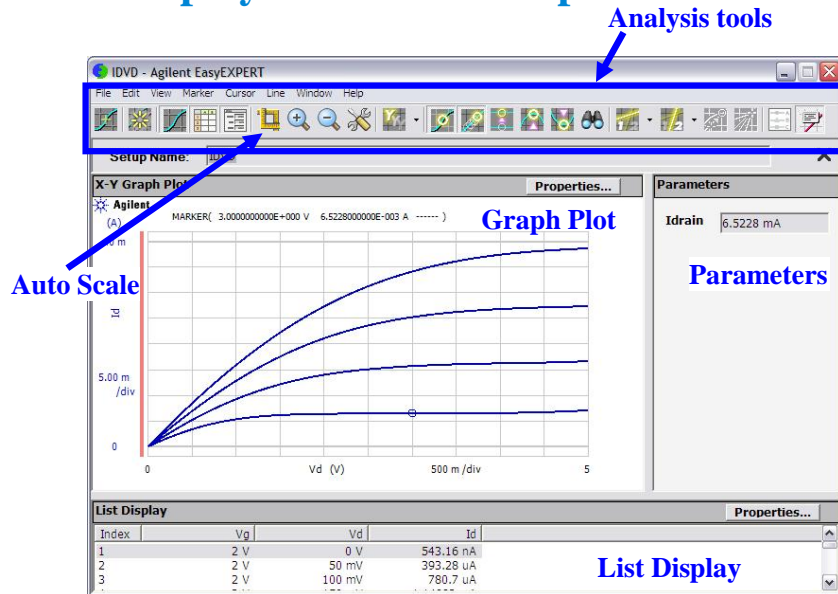 Analysis tools
IDVD - Agilent EasyEXPERT
File Edit View Marker Cursor Line Window Help
Setup Name:
X-Y Graph Plot Properties... Parameters
Agilent
(A)
MARKER( 3.0000000000E+000 V 6.5228000000E-003 A ------ )
Graph Plot
Idrain 6.5228 mA
Parameters
Auto Scale
Id
5.00 m
/div
0
0 Vd (V) 500 m /div 5
List Display Properties...
Index Vg Vd Id
1 2 V 0 V 543.16 nA
2 2 V 50 mV 393.28 uA
3 2 V 100 mV 780.7 uA
List Display